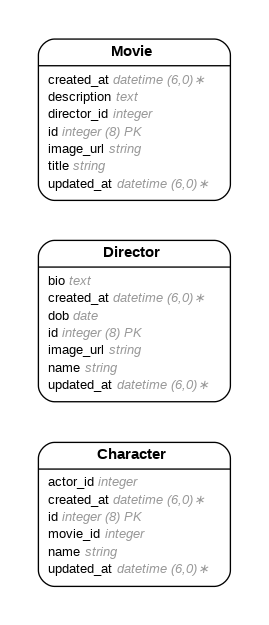 Movie
created_at datetime (6,0)∗
description text
director_id integer
id integer (8) PK
image_url string
title string
updated_at datetime (6,0)∗
Director
bio text
created_at datetime (6,0)∗
dob date
id integer (8) PK
image_url string
name string
updated_at datetime (6,0)∗
Character
actor_id integer
created_at datetime (6,0)∗
id integer (8) PK
movie_id integer
name string
updated_at datetime (6,0)∗